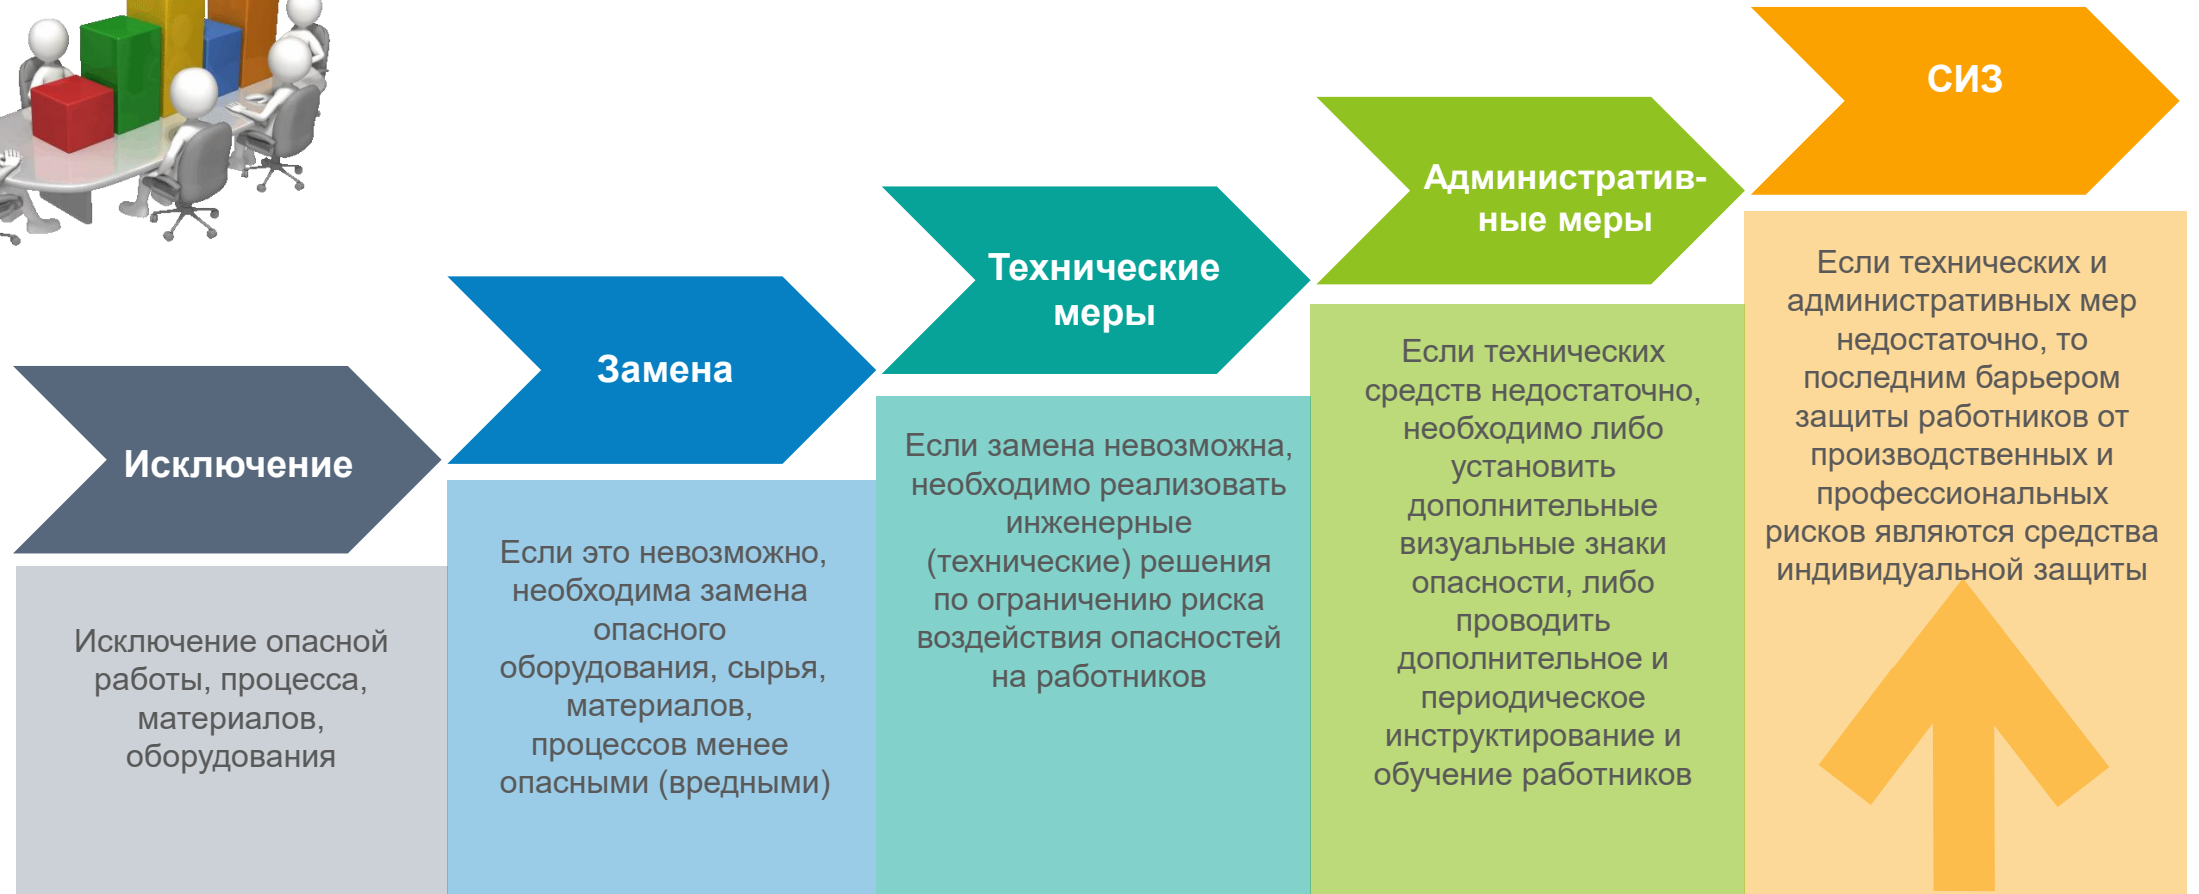 Исключение
Исключение опасной
работы, процесса,
материалов,
оборудования
Замена
Если это невозможно,
необходима замена
опасного
оборудования, сырья,
материалов,
процессов менее
опасными (вредными)
Технические
меры
Если замена невозможна,
необходимо реализовать
инженерные
(технические) решения
по ограничению риска
воздействия опасностей
на работников
Административ-
ные меры
Если технических
средств недостаточно,
необходимо либо
установить
дополнительные
визуальные знаки
опасности, либо
проводить
дополнительное и
периодическое
инструктирование и
обучение работников
СИЗ
Если технических и
административных мер
недостаточно, то
последним барьером
защиты работников от
производственных и
профессиональных
рисков являются средства
индивидуальной защиты